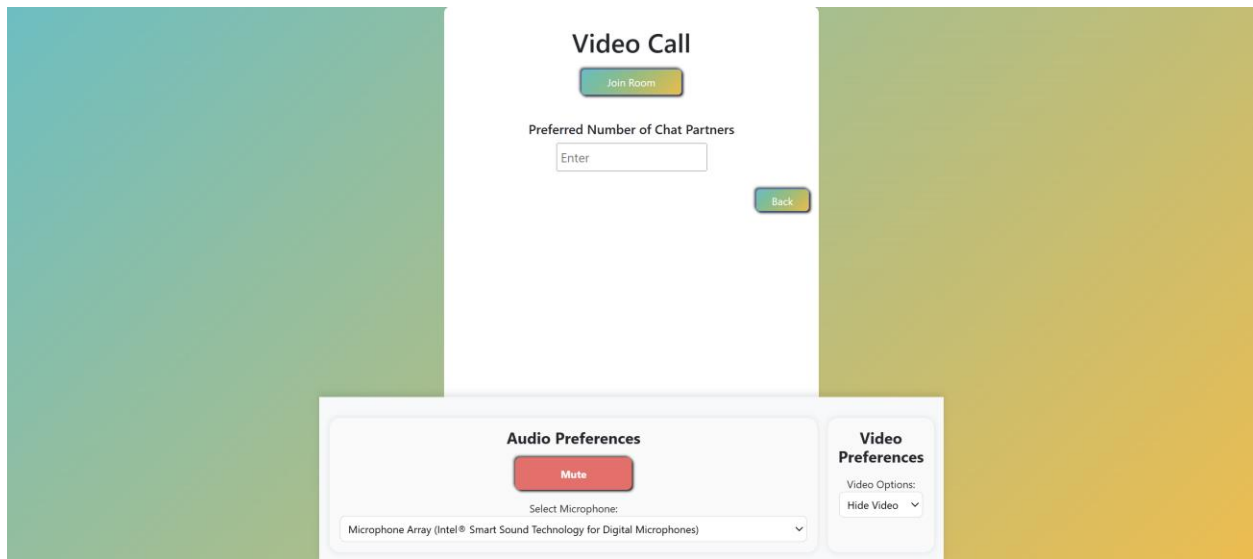 Video Call
Join Room
Preferred Number of Chat Partners
Enter
Back
Audio Preferences
Mute
Select Microphone:
Microphone Array (Intel® Smart Sound Technology for Digital Microphones)
Video
Preferences
Video Options:
Hide Video